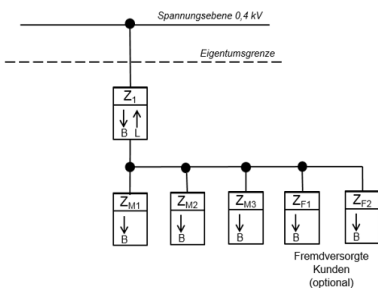 Spannungsebene 0,4 kV
Eigentumsgrenze
Z1
B L
ZM1 ZM2 ZM3 ZF1 ZF2
B B B B B
Fremdversorgte
Kunden
(optional)